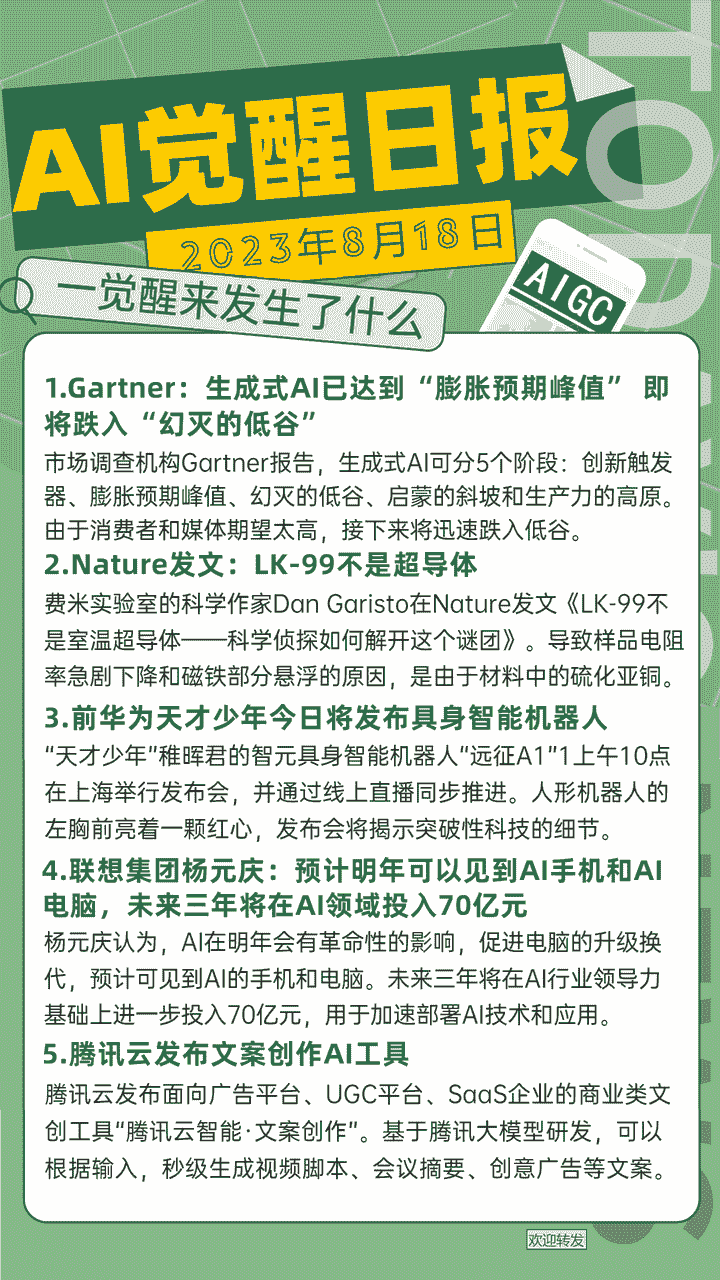 AI觉醒日报
2023年8月18日
一觉醒来发生了什么
AIGC
1.Gartner：生成式AI已达到“膨胀预期峰值” 即
将跌入“幻灭的低谷”
市场调查机构Gartner报告，生成式AI可分5个阶段：创新触发
器、膨胀预期峰值、幻灭的低谷、启蒙的斜坡和生产力的高原。
由于消费者和媒体期望太高，接下来将迅速跌入低谷。
2.Nature发文：LK-99不是超导体
费米实验室的科学作家Dan Garisto在Nature发文《LK-99不
是室温超导体——科学侦探如何解开这个谜团》。导致样品电阻
率急剧下降和磁铁部分悬浮的原因，是由于材料中的硫化亚铜。
3.前华为天才少年今日将发布具身智能机器人
“天才少年”稚晖君的智元具身智能机器人“远征A1”1上午10点
在上海举行发布会，并通过线上直播同步推进。人形机器人的
左胸前亮着一颗红心，发布会将揭示突破性科技的细节。
4.联想集团杨元庆：预计明年可以见到AI手机和AI
电脑，未来三年将在AI领域投入70亿元
杨元庆认为，AI在明年会有革命性的影响，促进电脑的升级换
代，预计可见到AI的手机和电脑。未来三年将在AI行业领导力
基础上进一步投入70亿元，用于加速部署AI技术和应用。
5.腾讯云发布文案创作AI工具
腾讯云发布面向广告平台、UGC平台、SaaS企业的商业类文
创工具“腾讯云智能·文案创作”。基于腾讯大模型研发，可以
根据输入，秒级生成视频脚本、会议摘要、创意广告等文案。
欢迎转发